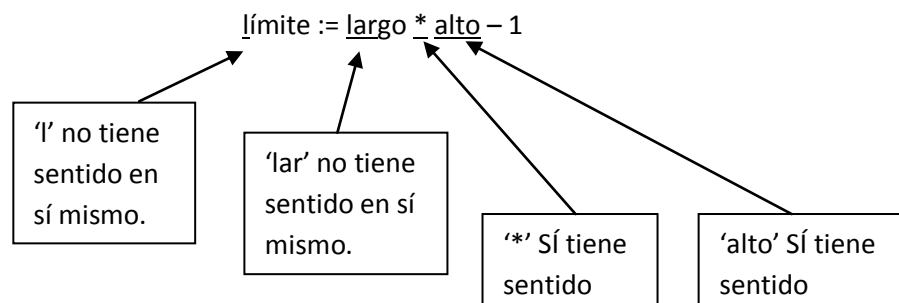 límite := largo * alto – 1
‘l’ no tiene
sentido en
sí mismo.
‘lar’ no tiene
sentido en sí
mismo.
‘*’ SÍ tiene
sentido
‘alto’ SÍ tiene
sentido